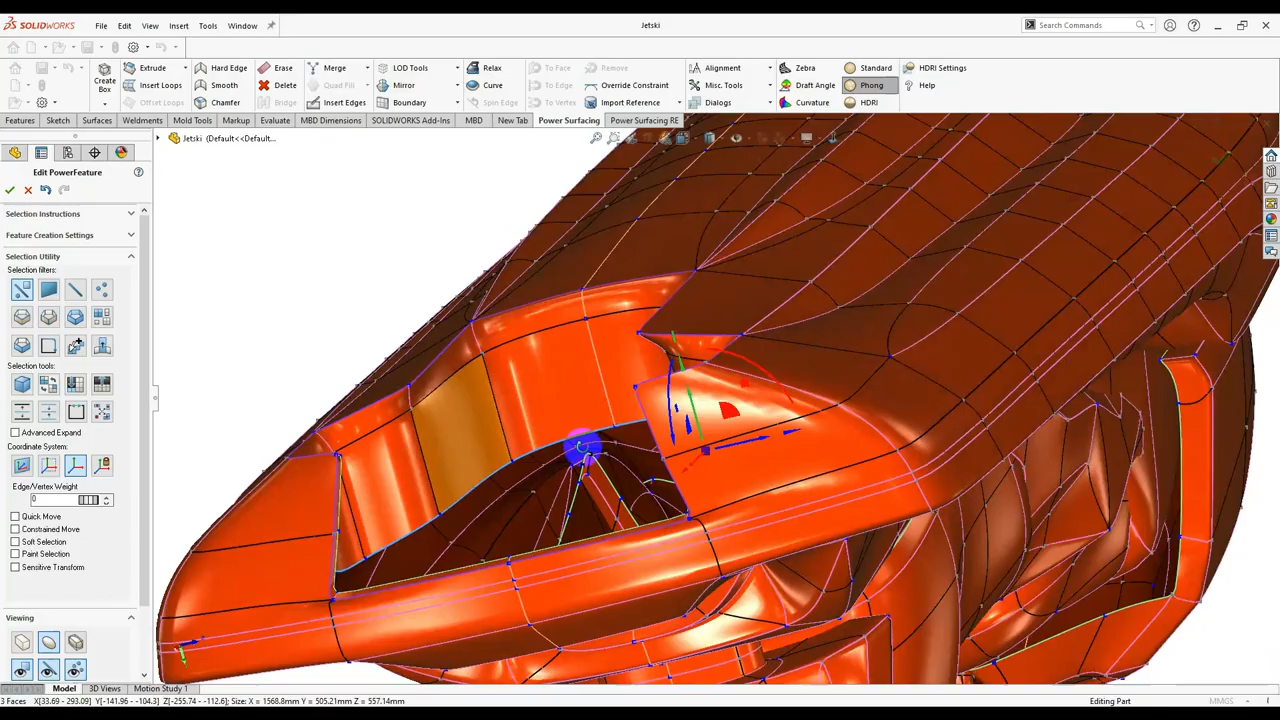 SOLIDWORKS File Edit View Insert Tools Window Jetski Search Commands
Create Box
Extrude Hard Edge Erase Merge LOD Tools Relax To Face Remove Alignment Zebra Standard HDRI Settings
Insert Loops Smooth Delete Quad Fill Mirror Curve To Edge Override Constraint Misc. Tools Draft Angle Phong Help
Offset Loops Chamfer Bridge Insert Edges Boundary Spin Edge To Vertex Import Reference Dialogs Curvature HDRI
Features Sketch Surfaces Weldments Mold Tools Markup Evaluate MBD Dimensions SOLIDWORKS Add-Ins MBD New Tab Power Surfacing Power Surfacing RE
Jetski (Default<<Default...
Edit PowerFeature
Selection Instructions
Feature Creation Settings
Selection Utility
Selection filters:
Selection tools:
Advanced Expand
Coordinate System:
Edge/Vertex Weight
0
Quick Move
Constrained Move
Soft Selection
Paint Selection
Sensitive Transform
Viewing
Model 3D Views Motion Study 1
3 Faces X[33.69 - 293.09] Y[-141.96 - -104.3] Z[-255.74 - -112.6]; Size: X = 1568.8mm Y = 505.21mm Z = 557.14mm Editing Part MMGS